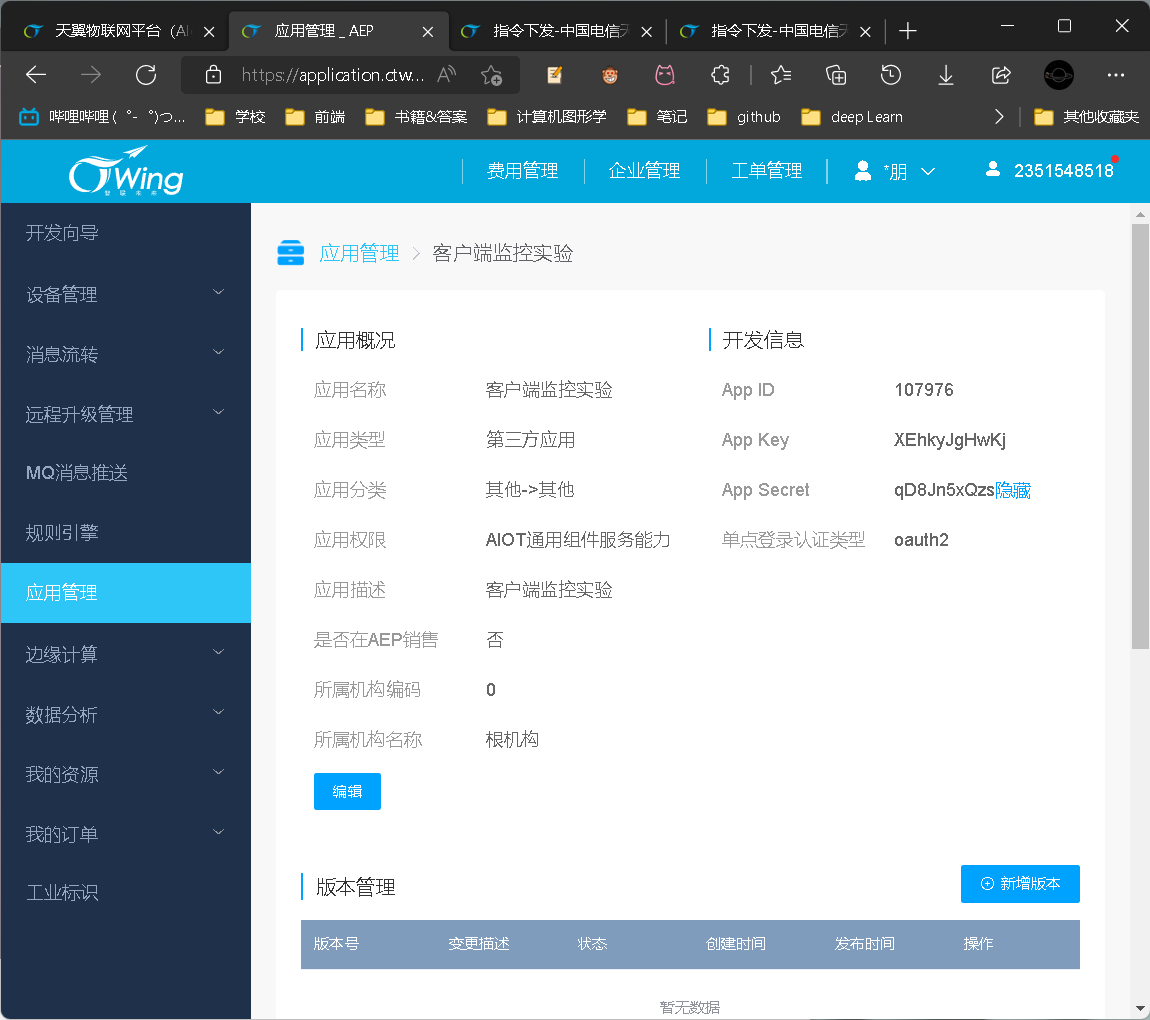 天翼物联网平台（AI
应用管理 _ AEP
指令下发-中国电信天
指令下发-中国电信天
https://application.ctw...
哔哩哔哩 (゜-゜)つ...
学校
前端
书籍&答案
计算机图形学
笔记
github
deep Learn
其他收藏夹
Wing
智联未来
费用管理
企业管理
工单管理
*朋
2351548518
开发向导
设备管理
消息流转
远程升级管理
MQ消息推送
规则引擎
应用管理
边缘计算
数据分析
我的资源
我的订单
工业标识
应用管理 > 客户端监控实验
应用概况
应用名称 客户端监控实验
应用类型 第三方应用
应用分类 其他->其他
应用权限 AIOT通用组件服务能力
应用描述 客户端监控实验
是否在AEP销售 否
所属机构编码 0
所属机构名称 根机构
编辑
开发信息
App ID 107976
App Key XEhkyJgHwKj
App Secret qD8Jn5xQzs隐藏
单点登录认证类型 oauth2
版本管理
新增版本
版本号 变更描述 状态 创建时间 发布时间 操作
暂无数据